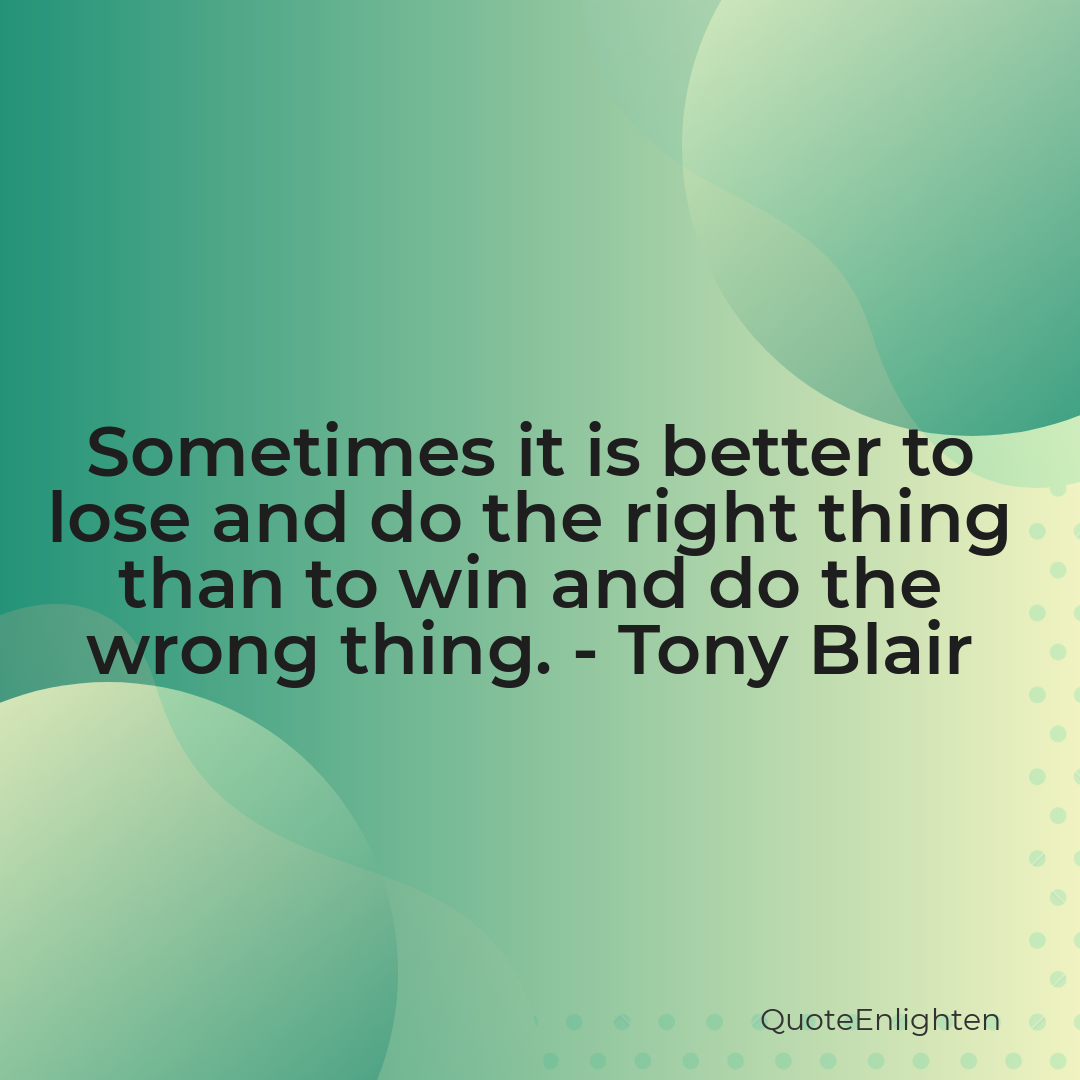 Sometimes it is better to
lose and do the right thing
than to win and do the
wrong thing. - Tony Blair
QuoteEnlighten